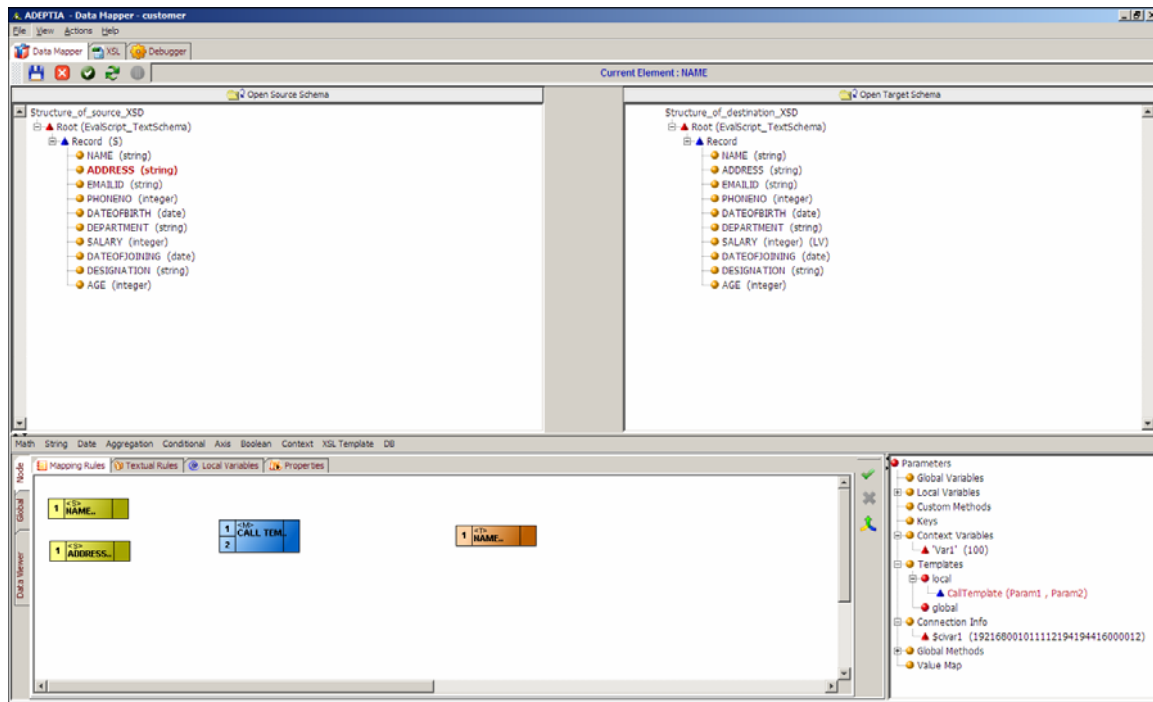 ADEPTIA - Data Mapper - customer
File View Actions Help
Data Mapper XSL Debugger
Current Element : NAME
Open Source Schema
Open Target Schema
Structure_of_source_XSD
Root (EvalScript_TextSchema)
Record (S)
NAME (string)
ADDRESS (string)
EMAILID (string)
PHONENO (integer)
DATEOFBIRTH (date)
DEPARTMENT (string)
SALARY (integer)
DATEOFJOINING (date)
DESIGNATION (string)
AGE (integer)
Structure_of_destination_XSD
Root (EvalScript_TextSchema)
Record
NAME (string)
ADDRESS (string)
EMAILID (string)
PHONENO (integer)
DATEOFBIRTH (date)
DEPARTMENT (string)
SALARY (integer) (LV)
DATEOFJOINING (date)
DESIGNATION (string)
AGE (integer)
Math String Date Aggregation Conditional Axis Boolean Context XSL Template DB
Node
Global
Data Viewer
Mapping Rules Textual Rules Local Variables Properties
1 <S> NAME..
1 <S> ADDRESS..
1 <M> CALL TEM..
2
1 <T> NAME..
Parameters
Global Variables
Local Variables
Custom Methods
Keys
Context Variables
'Var1' (100)
Templates
local
CallTemplate (Param1 , Param2)
global
Connection Info
$civar1 (192168001011112194194416000012)
Global Methods
Value Map